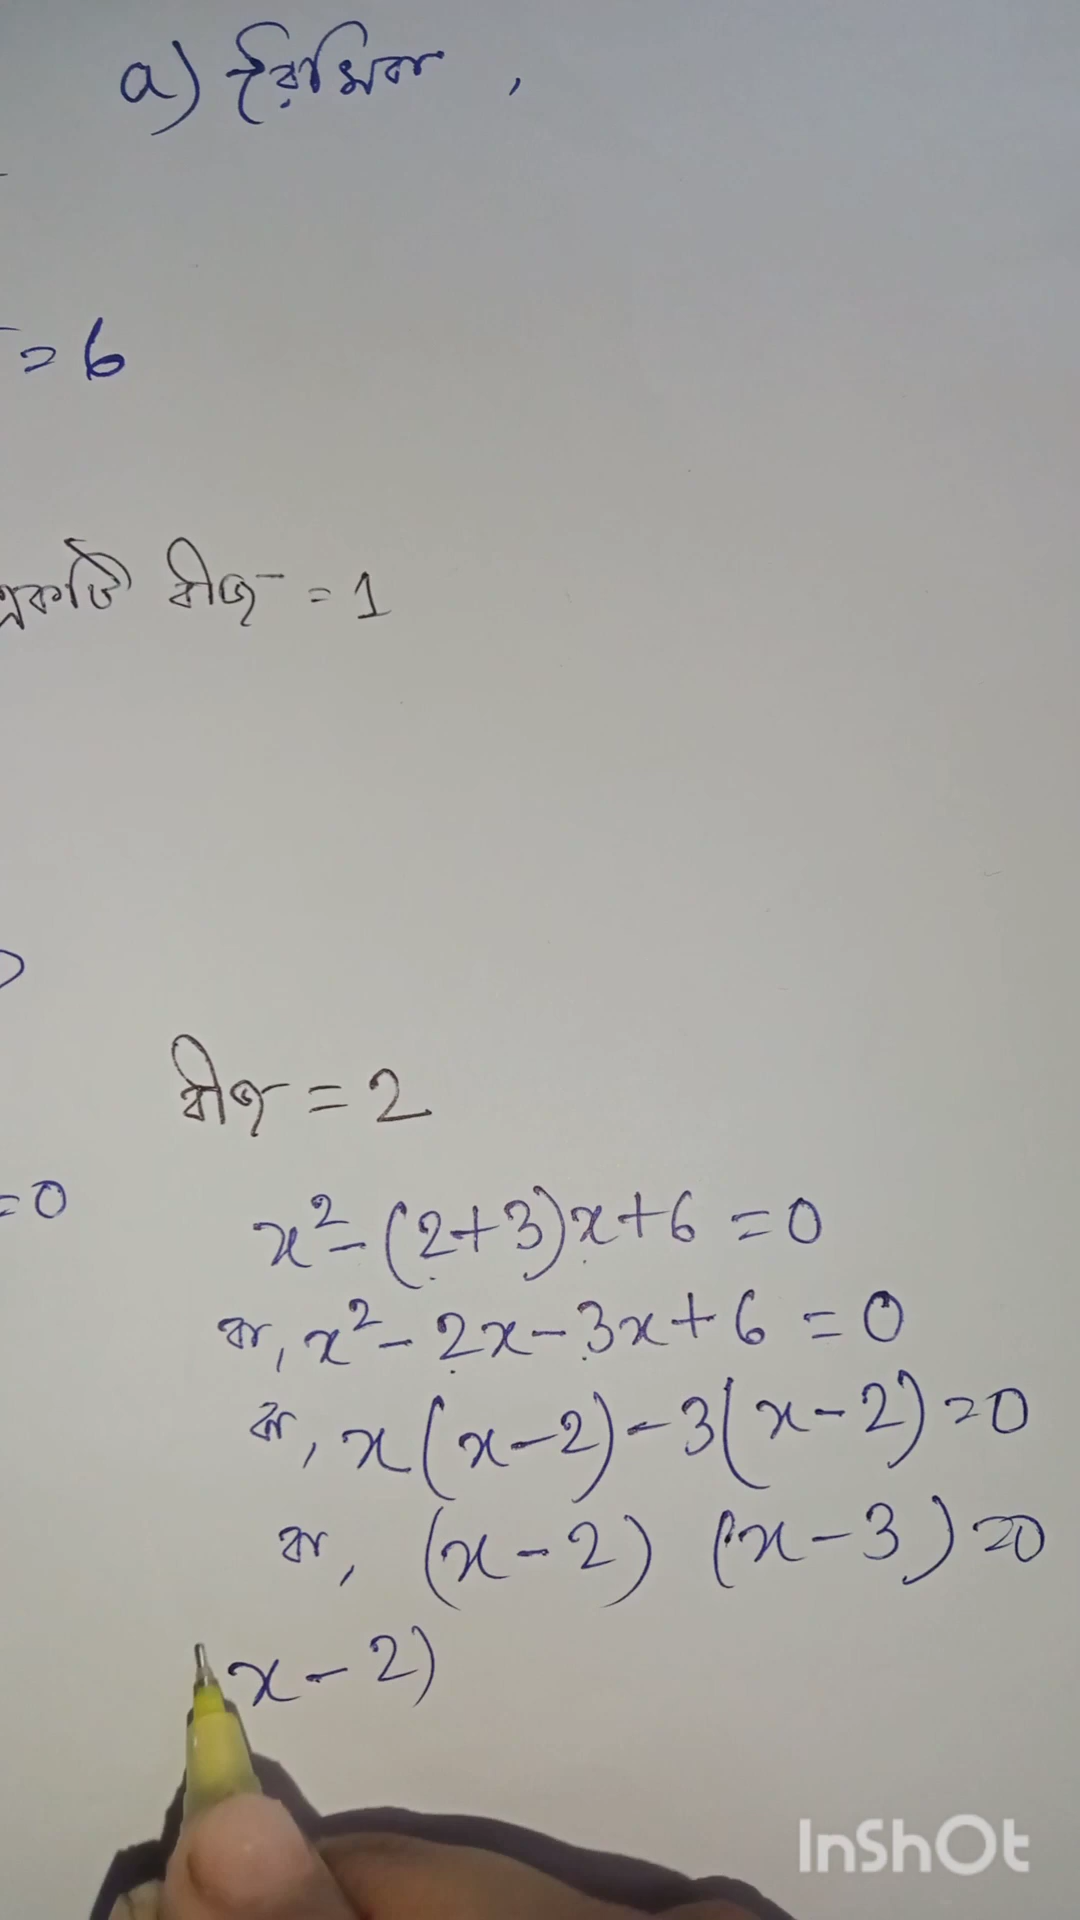 a) ত্রৈরাশিক,
= 6
একটি বীজ = 1
বীজ = 2
= 0
x² - (2+3)x + 6 = 0
বা, x² - 2x - 3x + 6 = 0
বা, x(x-2) - 3(x-2) = 0
বা, (x-2) (x-3) = 0
x - 2)
InShOt